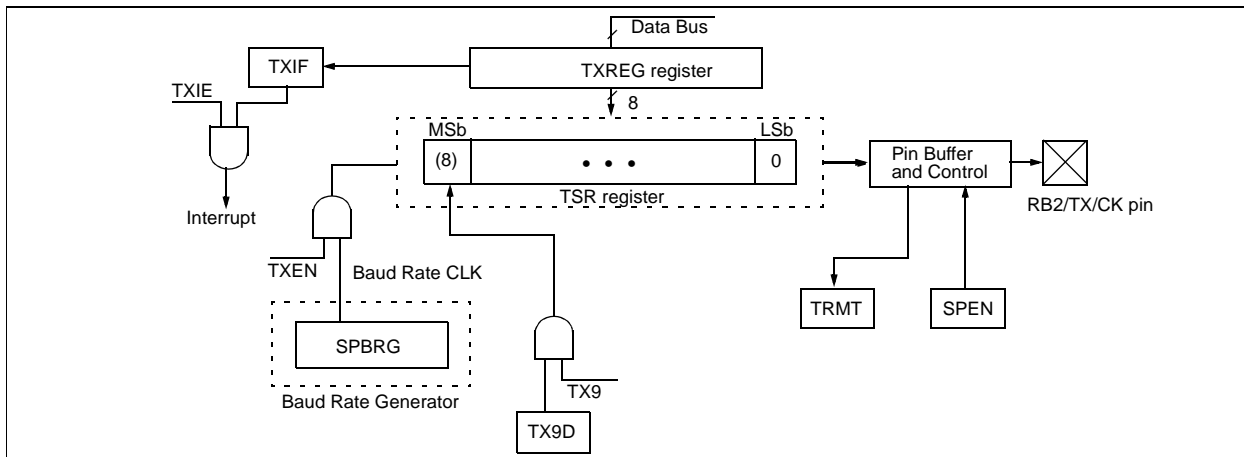 Data Bus
TXIF
TXREG register
TXIE
8
MSb
LSb
(8)
• • •
0
Pin Buffer
and Control
TSR register
Interrupt
RB2/TX/CK pin
TXEN
Baud Rate CLK
TRMT
SPEN
SPBRG
TX9
Baud Rate Generator
TX9D